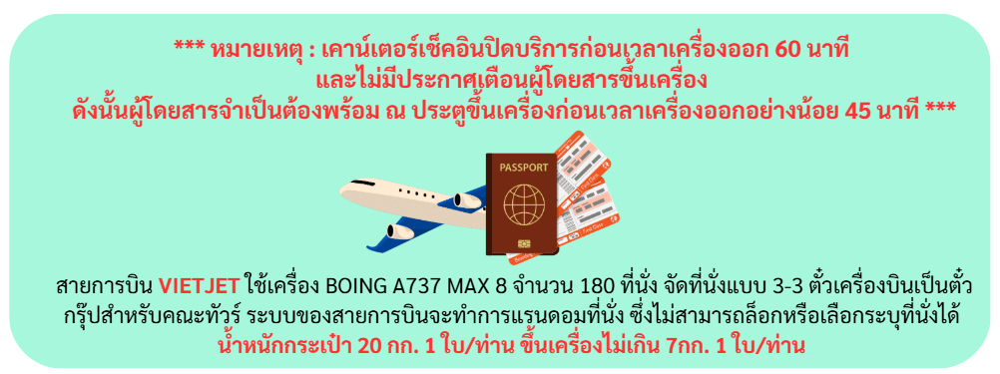 *** หมายเหตุ : เคาน์เตอร์เช็คอินปิดบริการก่อนเวลาเครื่องออก 60 นาที
และไม่มีประกาศเตือนผู้โดยสารขึ้นเครื่อง
ดังนั้นผู้โดยสารจำเป็นต้องพร้อม ณ ประตูขึ้นเครื่องก่อนเวลาเครื่องออกอย่างน้อย 45 นาที ***
PASSPORT
สายการบิน VIETJET ใช้เครื่อง BOING A737 MAX 8 จำนวน 180 ที่นั่ง จัดที่นั่งแบบ 3-3 ตั๋วเครื่องบินเป็นตั๋ว
กรุ๊ปสำหรับคณะทัวร์ ระบบของสายการบินจะทำการแรนดอมที่นั่ง ซึ่งไม่สามารถล็อกหรือเลือกระบุที่นั่งได้
น้ำหนักกระเป๋า 20 กก. 1 ใบ/ท่าน ขึ้นเครื่องไม่เกิน 7กก. 1 ใบ/ท่าน